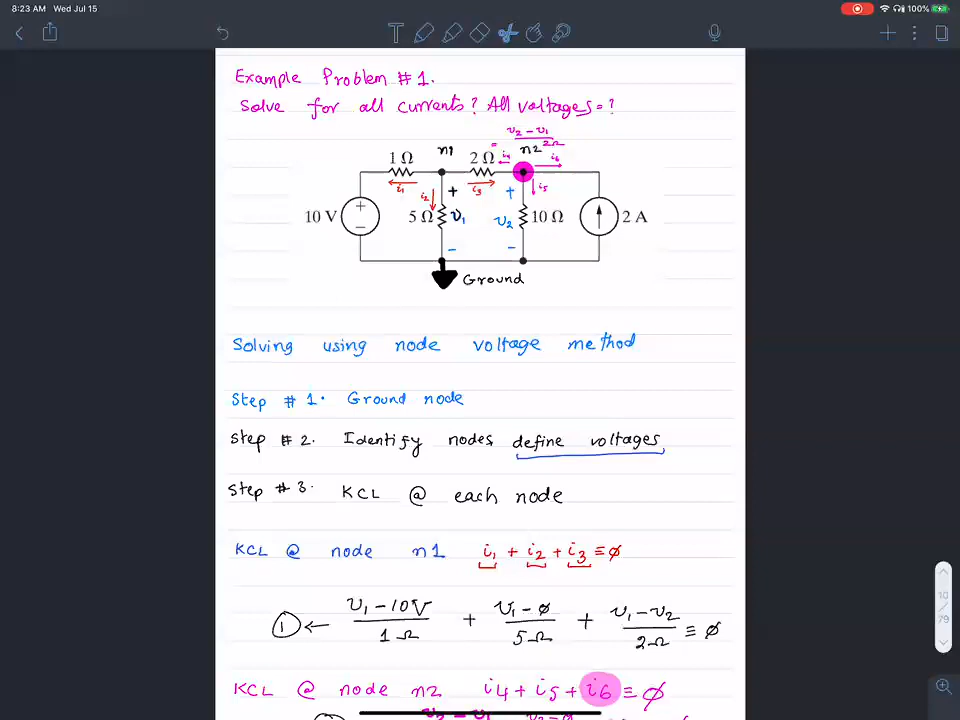 8:23 AM Wed Jul 15
100%
Example Problem # 1.
Solve for all currents? All voltages = ?
v2 - v1
= 2Ω
n1 n2
1 Ω 2 Ω i4 i6
i1 i2 i3 i5
+ +
10 V + − 5 Ω v1 v2 10 Ω 2 A
− −
Ground
Solving using node voltage method
Step # 1. Ground node
Step # 2. Identify nodes define voltages
Step # 3. KCL @ each node
KCL @ node n1 i1 + i2 + i3 ≡ ø
1 ← v1 - 10V / 1Ω + v1 - ø / 5Ω + v1 - v2 / 2Ω ≡ ø
KCL @ node n2 i4 + i5 + i6 ≡ ø
10
79